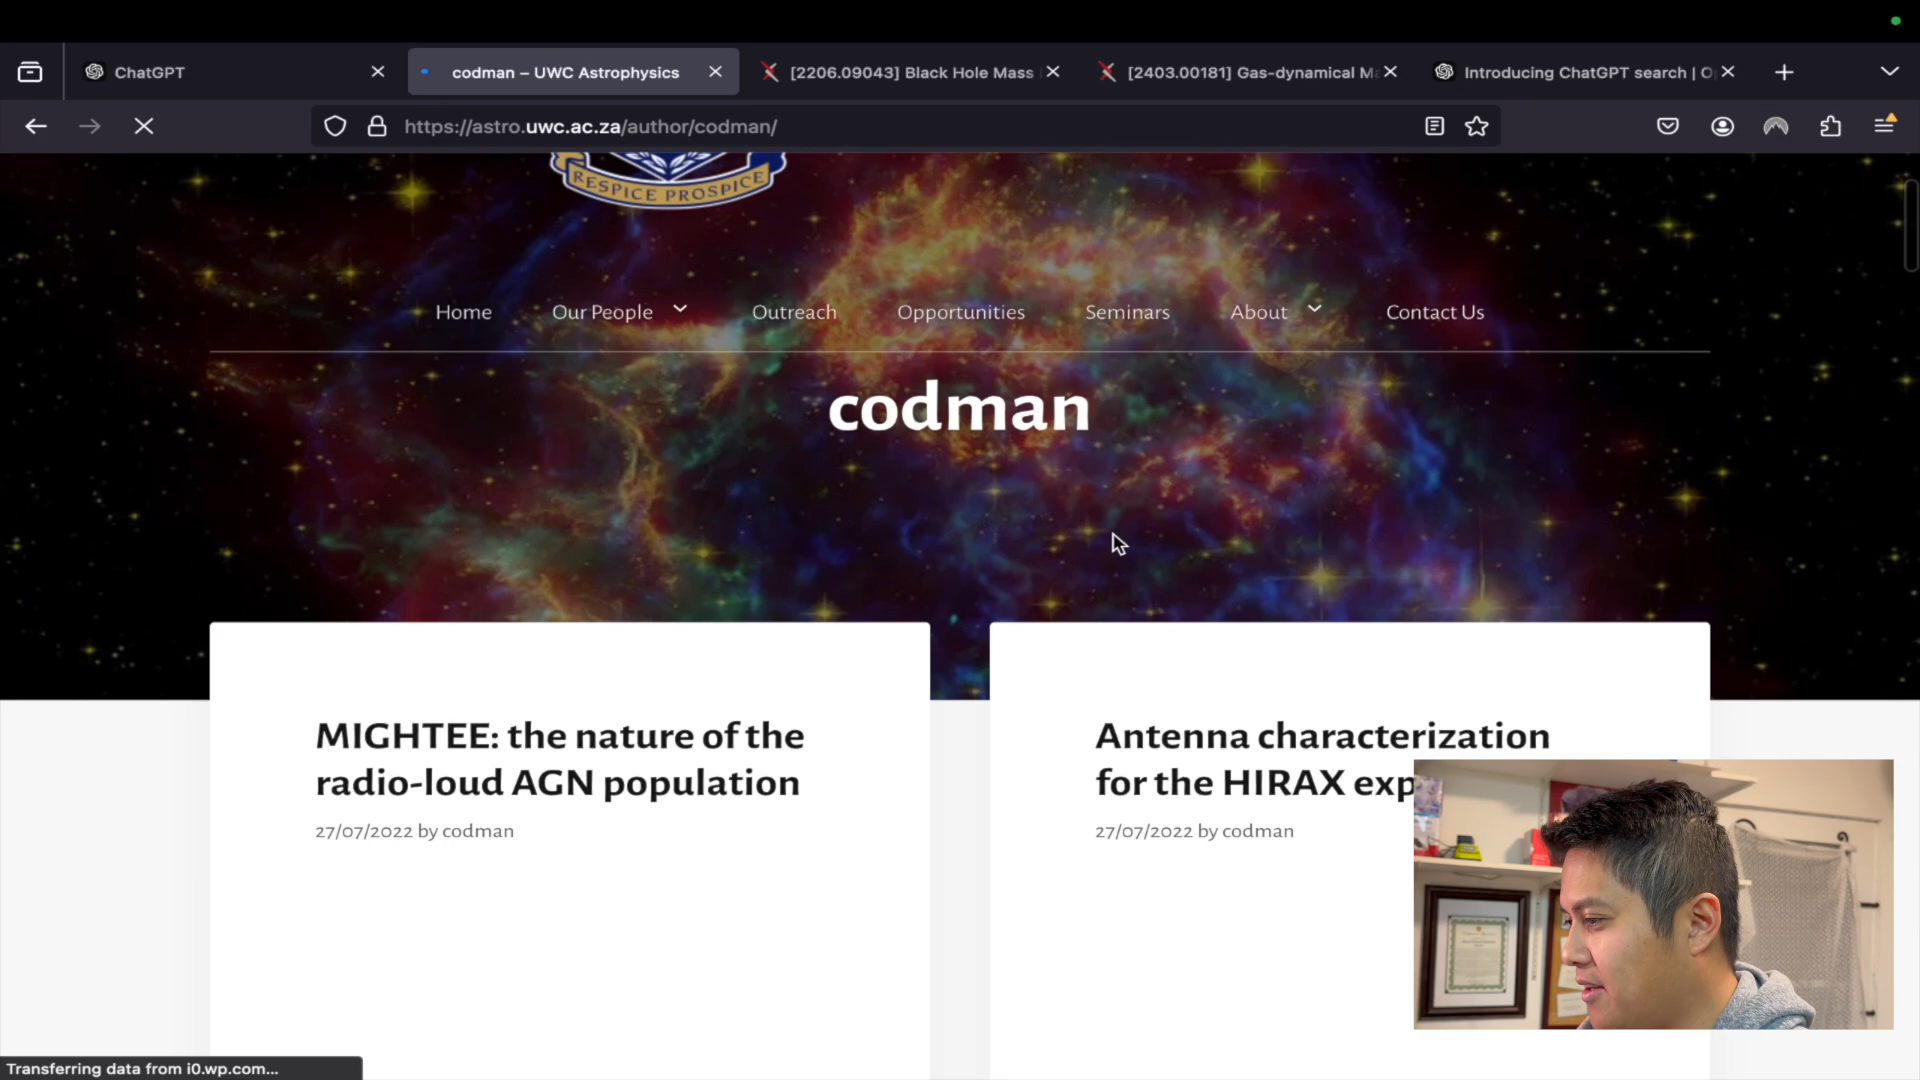 ChatGPT
codman – UWC Astrophysics
[2206.09043] Black Hole Mass
[2403.00181] Gas-dynamical M
Introducing ChatGPT search | O
https://astro.uwc.ac.za/author/codman/
RESPICE PROSPICE
Home Our People Outreach Opportunities Seminars About Contact Us
codman
MIGHTEE: the nature of the
radio-loud AGN population
27/07/2022 by codman
Antenna characterization
for the HIRAX exp
27/07/2022 by codman
Transferring data from i0.wp.com...